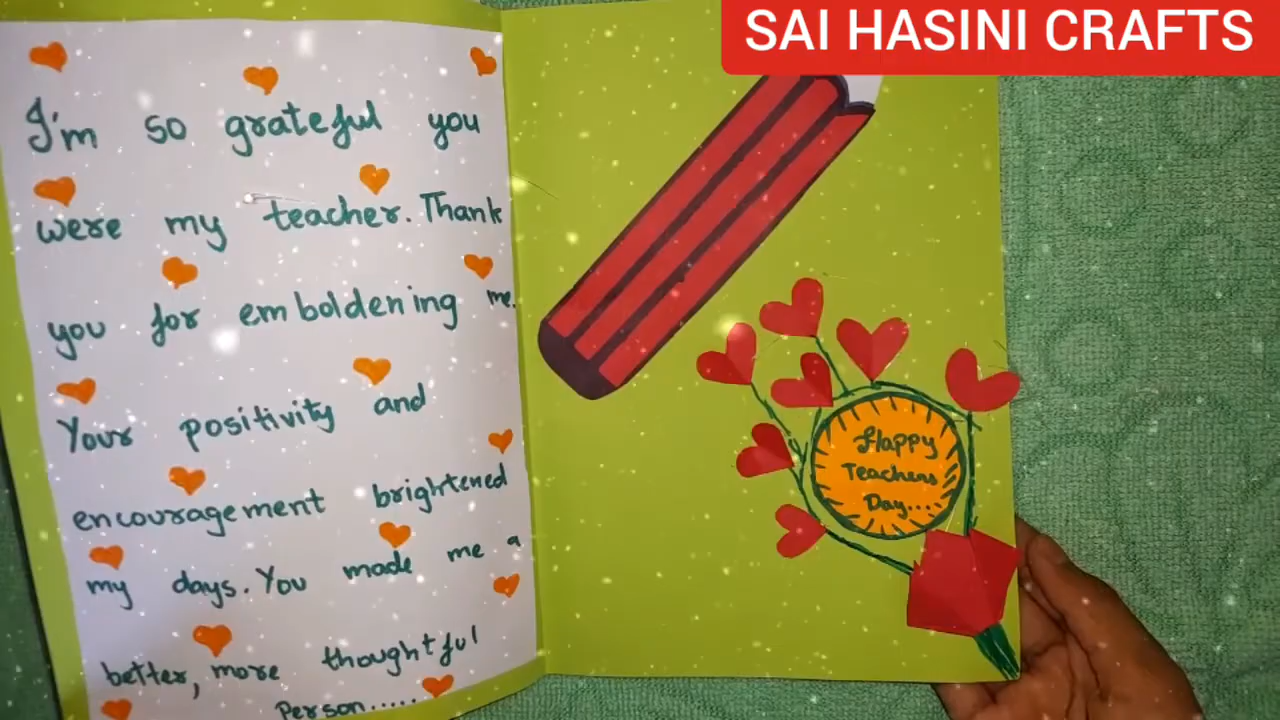 SAI HASINI CRAFTS
I'm so grateful you
were my teacher. Thank
you for emboldening me.
Your positivity and
encouragement brightened
my days. You made me a
better, more thoughtful
Person.....
Happy
Teachers
Day....